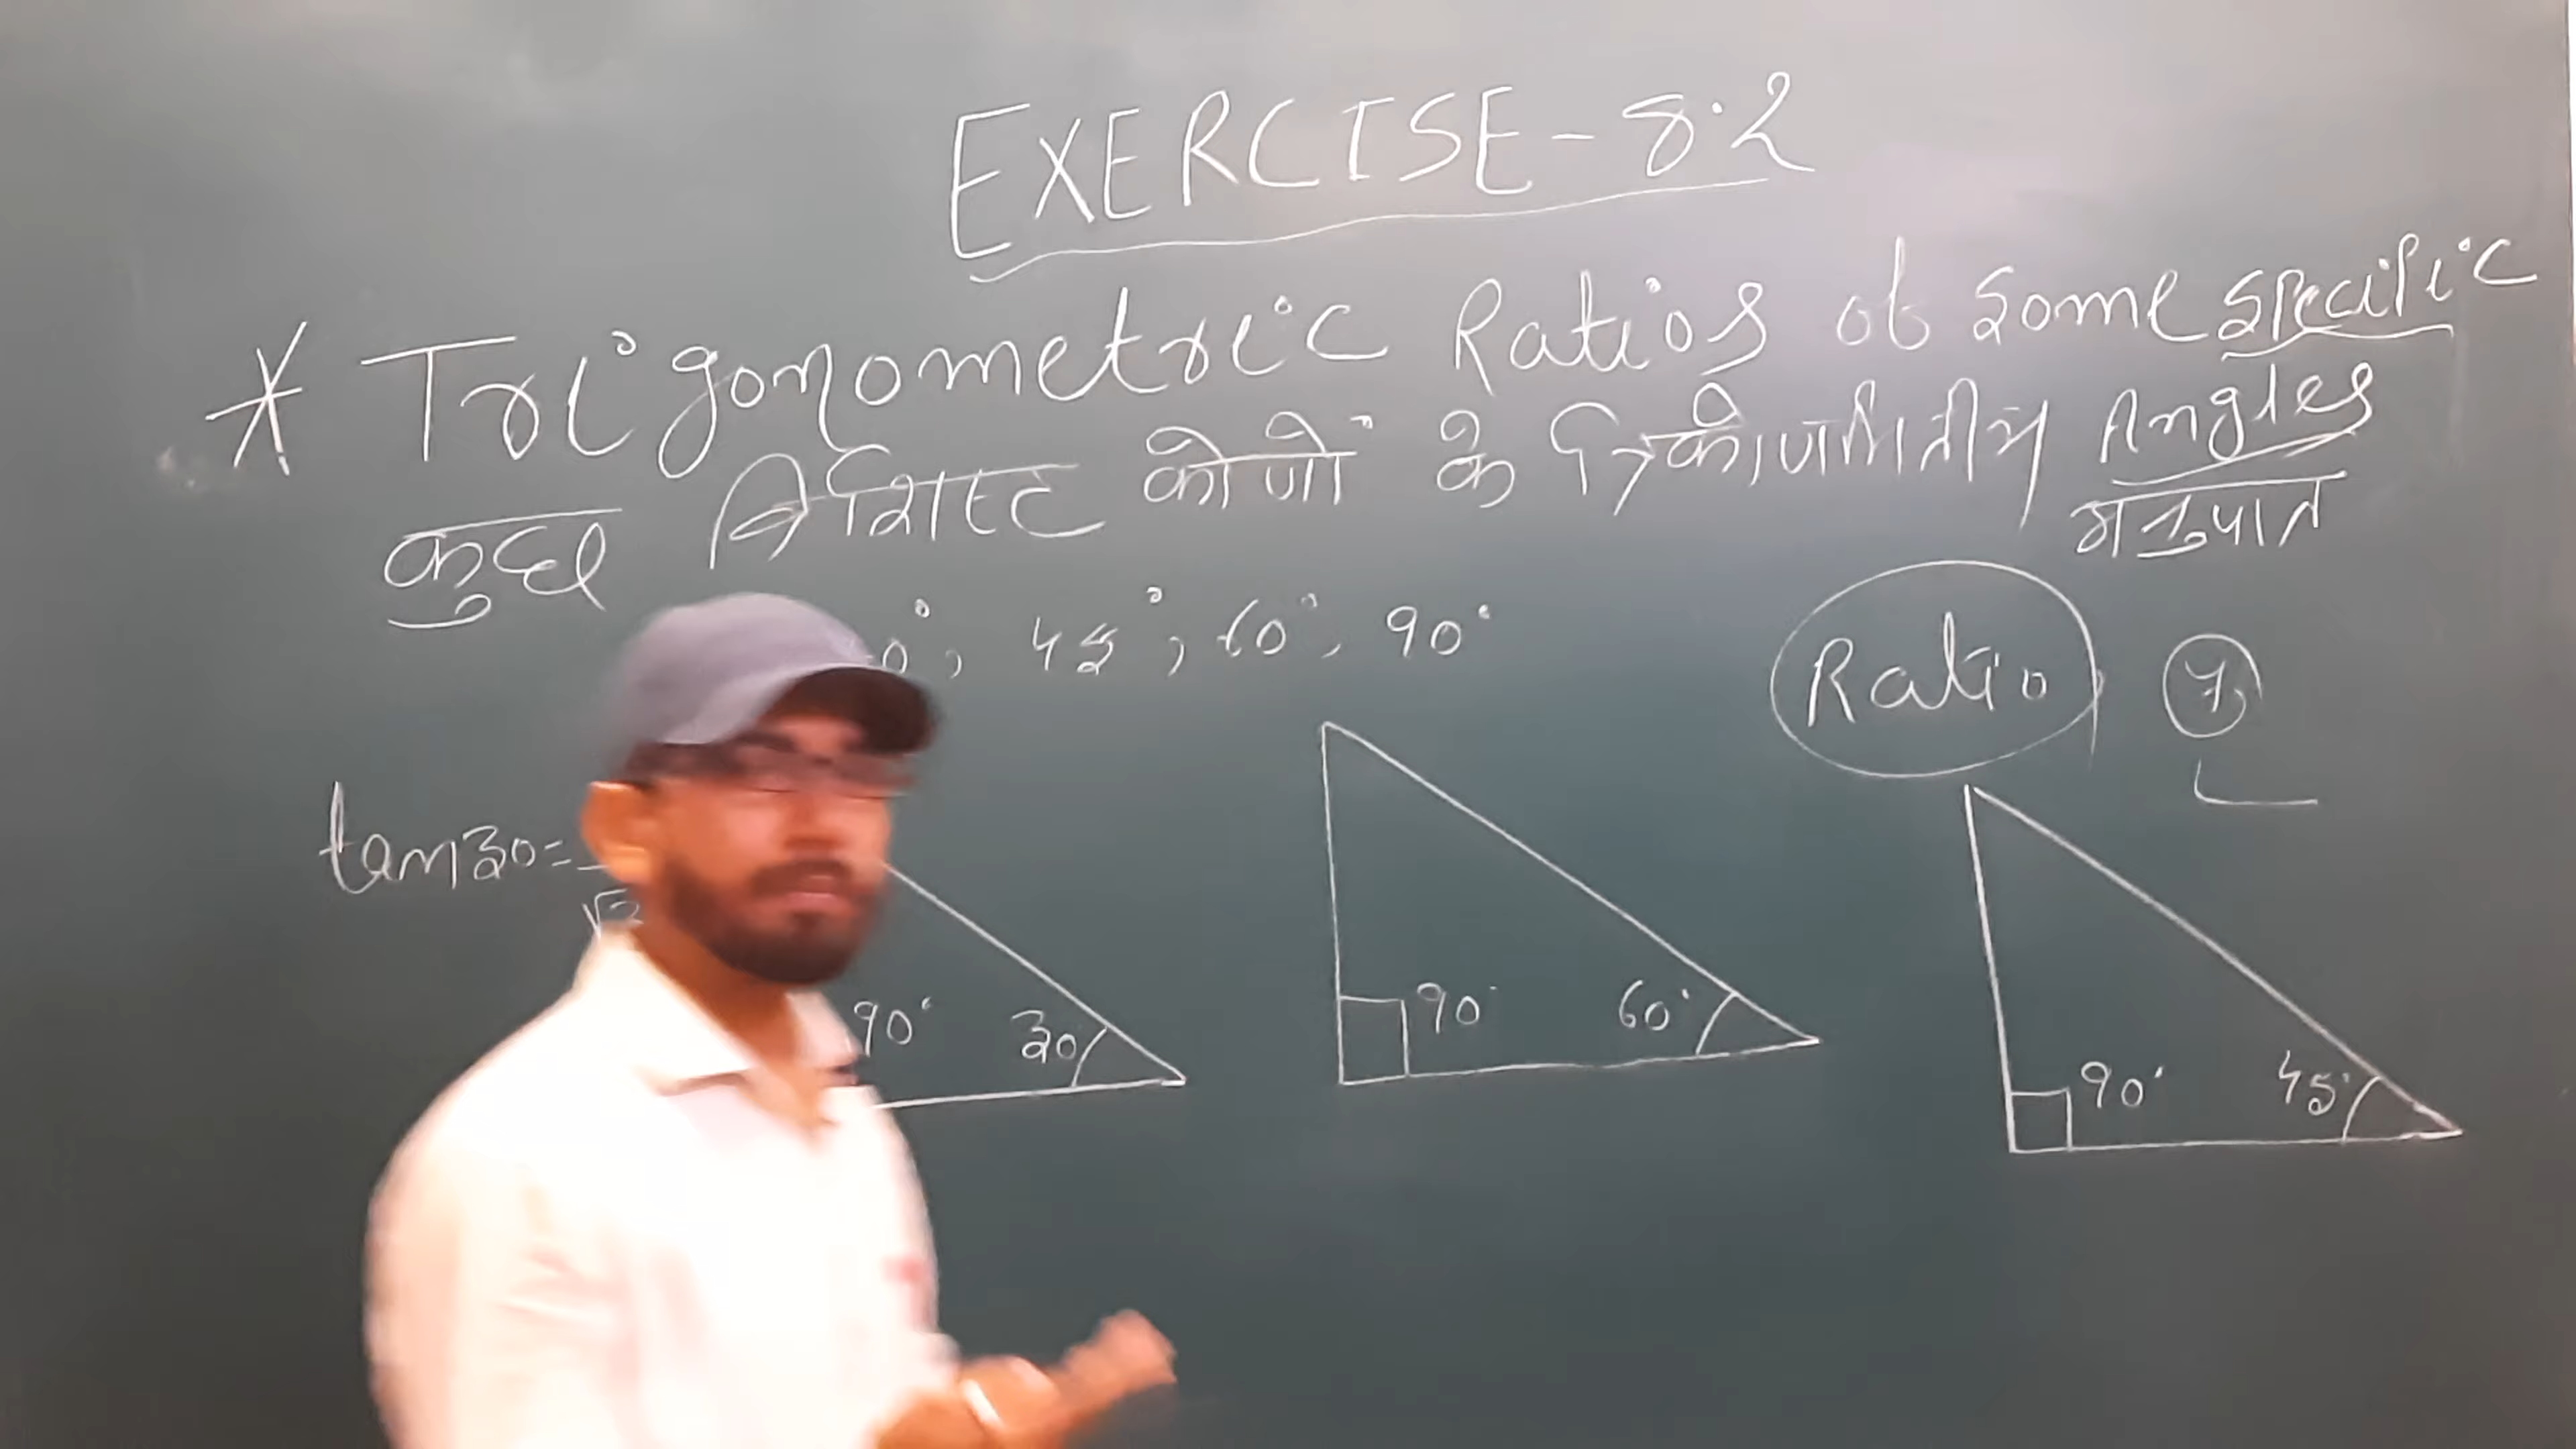 EXERCISE - 8.2
* Trigonometric Ratios of Some specific
Angles
कुछ विशिष्ट कोणों के त्रिकोणमितीय
अनुपात
0°, 45°, 60°, 90°
Ratio
tan30=
90° 30
90° 60°
90° 45°